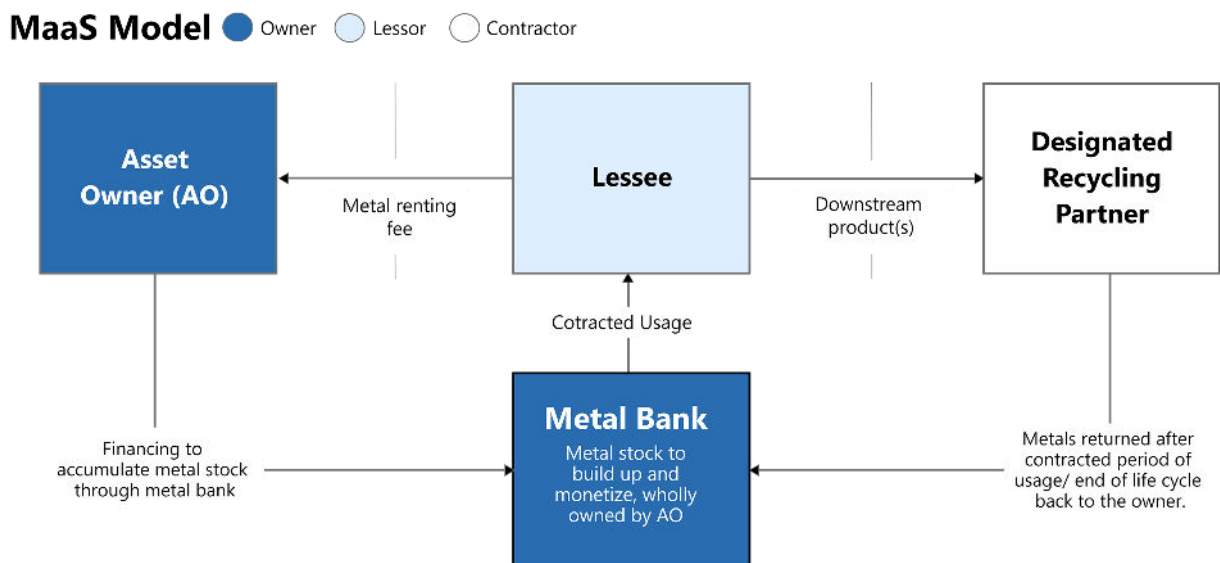 MaaS Model Owner Lessor Contractor
Asset
Owner (AO)
Metal renting
fee
Lessee
Downstream
product(s)
Designated
Recycling
Partner
Cotracted Usage
Financing to
accumulate metal stock
through metal bank
Metal Bank
Metal stock to
build up and
monetize, wholly
owned by AO
Metals returned after
contracted period of
usage/ end of life cycle
back to the owner.